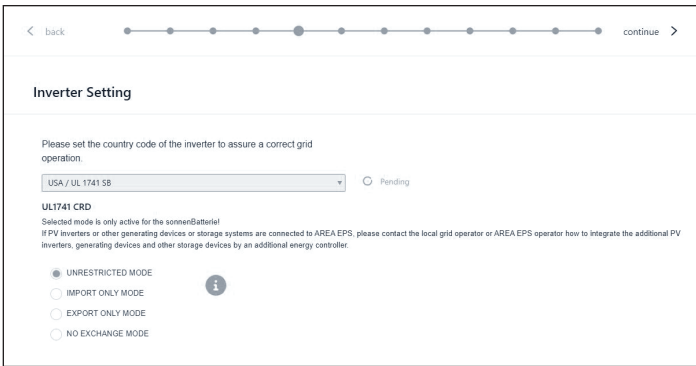 back
continue
Inverter Setting
Please set the country code of the inverter to assure a correct grid
operation.
USA / UL 1741 SB
Pending
UL1741 CRD
Selected mode is only active for the sonnenBatterie!
If PV inverters or other generating devices or storage systems are connected to AREA EPS, please contact the local grid operator or AREA EPS operator how to integrate the additional PV
inverters, generating devices and other storage devices by an additional energy controller.
UNRESTRICTED MODE
i
IMPORT ONLY MODE
EXPORT ONLY MODE
NO EXCHANGE MODE